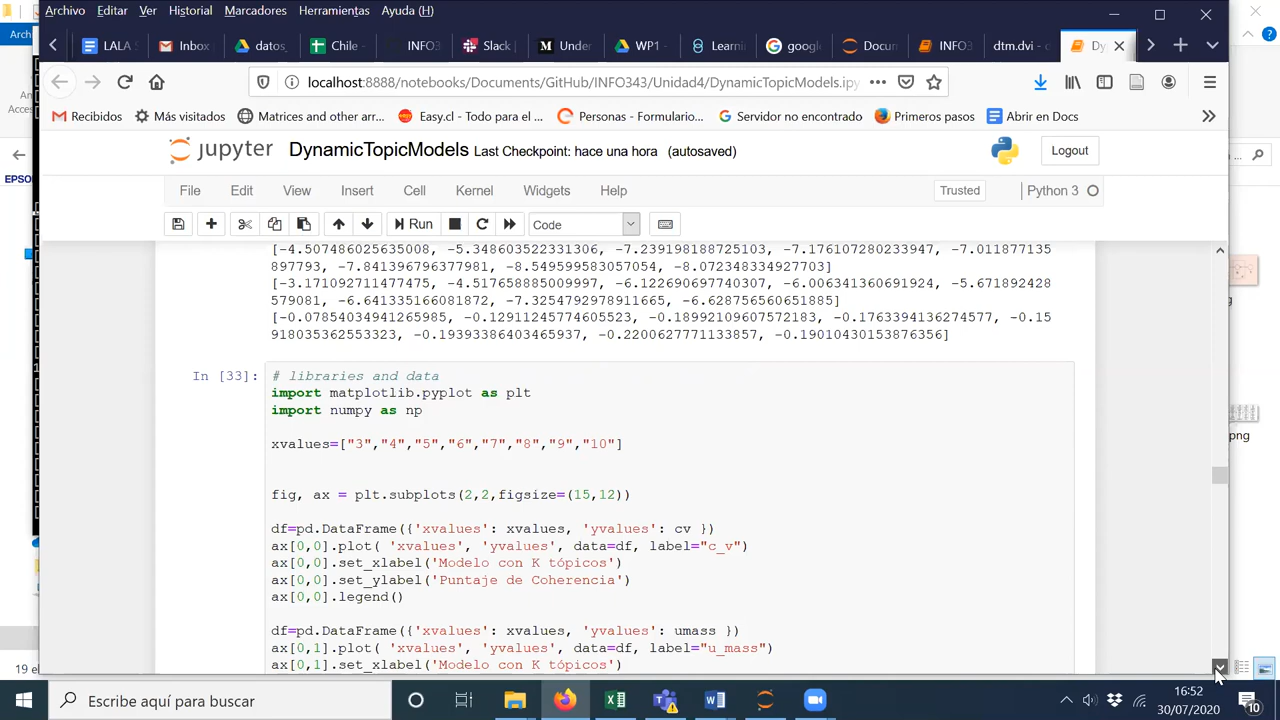 Archivo Editar Ver Historial Marcadores Herramientas Ayuda (H)
Arch
LALA S Inbox datos_ Chile - INFO3 Slack Under WP1 - Learni goog Docum INFO3 dtm.dvi - Dy
localhost:8888/notebooks/Documents/GitHub/INFO343/Unidad4/DynamicTopicModels.ipy
Recibidos Más visitados Matrices and other arr... Easy.cl - Todo para el t... Personas - Formulario... Servidor no encontrado Primeros pasos Abrir en Docs
jupyter DynamicTopicModels Last Checkpoint: hace una hora (autosaved) Logout
EPSO
File Edit View Insert Cell Kernel Widgets Help Trusted Python 3
Run Code
[-4.507486025635008, -5.348603522331306, -7.239198188725103, -7.176107280233947, -7.011877135
897793, -7.841396796377981, -8.549599583057054, -8.072348334927703]
[-3.171092711477475, -4.517658885009997, -6.122690697740307, -6.006341360691924, -5.671892428
579081, -6.641335166081872, -7.3254792978911665, -6.628756560651885]
[-0.07854034941265985, -0.12911245774605523, -0.18992109607572183, -0.1763394136274577, -0.15
918035362553323, -0.19393386403465937, -0.2200627771133957, -0.19010430153876356]
In [33]: # libraries and data
import matplotlib.pyplot as plt
import numpy as np
xvalues=["3","4","5","6","7","8","9","10"]
fig, ax = plt.subplots(2,2,figsize=(15,12))
df=pd.DataFrame({'xvalues': xvalues, 'yvalues': cv })
ax[0,0].plot( 'xvalues', 'yvalues', data=df, label="c_v")
ax[0,0].set_xlabel('Modelo con K tópicos')
ax[0,0].set_ylabel('Puntaje de Coherencia')
ax[0,0].legend()
df=pd.DataFrame({'xvalues': xvalues, 'yvalues': umass })
ax[0,1].plot( 'xvalues', 'yvalues', data=df, label="u_mass")
ax[0,1].set_xlabel('Modelo con K tópicos')
png
19 el
Escribe aquí para buscar
16:52
30/07/2020
10